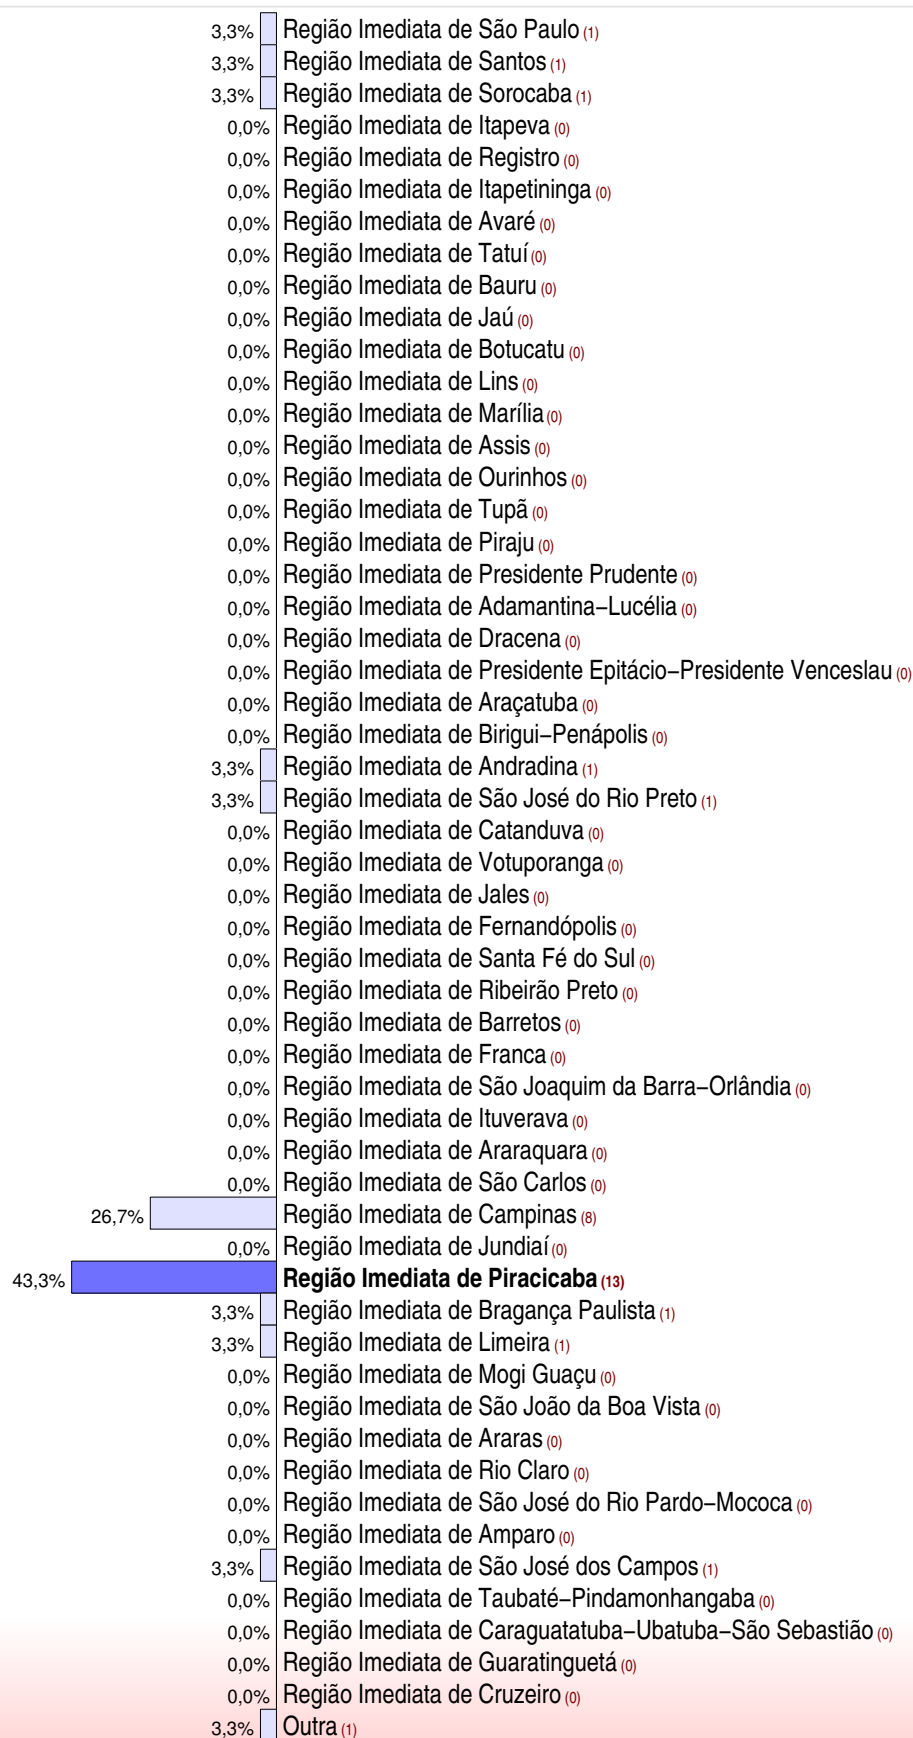 3,3% Região Imediata de São Paulo (1)
3,3% Região Imediata de Santos (1)
3,3% Região Imediata de Sorocaba (1)
0,0% Região Imediata de Itapeva (0)
0,0% Região Imediata de Registro (0)
0,0% Região Imediata de Itapetininga (0)
0,0% Região Imediata de Avaré (0)
0,0% Região Imediata de Tatuí (0)
0,0% Região Imediata de Bauru (0)
0,0% Região Imediata de Jaú (0)
0,0% Região Imediata de Botucatu (0)
0,0% Região Imediata de Lins (0)
0,0% Região Imediata de Marília (0)
0,0% Região Imediata de Assis (0)
0,0% Região Imediata de Ourinhos (0)
0,0% Região Imediata de Tupã (0)
0,0% Região Imediata de Piraju (0)
0,0% Região Imediata de Presidente Prudente (0)
0,0% Região Imediata de Adamantina−Lucélia (0)
0,0% Região Imediata de Dracena (0)
0,0% Região Imediata de Presidente Epitácio−Presidente Venceslau (0)
0,0% Região Imediata de Araçatuba (0)
0,0% Região Imediata de Birigui−Penápolis (0)
3,3% Região Imediata de Andradina (1)
3,3% Região Imediata de São José do Rio Preto (1)
0,0% Região Imediata de Catanduva (0)
0,0% Região Imediata de Votuporanga (0)
0,0% Região Imediata de Jales (0)
0,0% Região Imediata de Fernandópolis (0)
0,0% Região Imediata de Santa Fé do Sul (0)
0,0% Região Imediata de Ribeirão Preto (0)
0,0% Região Imediata de Barretos (0)
0,0% Região Imediata de Franca (0)
0,0% Região Imediata de São Joaquim da Barra−Orlândia (0)
0,0% Região Imediata de Ituverava (0)
0,0% Região Imediata de Araraquara (0)
0,0% Região Imediata de São Carlos (0)
26,7% Região Imediata de Campinas (8)
0,0% Região Imediata de Jundiaí (0)
43,3% Região Imediata de Piracicaba (13)
3,3% Região Imediata de Bragança Paulista (1)
3,3% Região Imediata de Limeira (1)
0,0% Região Imediata de Mogi Guaçu (0)
0,0% Região Imediata de São João da Boa Vista (0)
0,0% Região Imediata de Araras (0)
0,0% Região Imediata de Rio Claro (0)
0,0% Região Imediata de São José do Rio Pardo−Mococa (0)
0,0% Região Imediata de Amparo (0)
3,3% Região Imediata de São José dos Campos (1)
0,0% Região Imediata de Taubaté−Pindamonhangaba (0)
0,0% Região Imediata de Caraguatatuba−Ubatuba−São Sebastião (0)
0,0% Região Imediata de Guaratinguetá (0)
0,0% Região Imediata de Cruzeiro (0)
3,3% Outra (1)